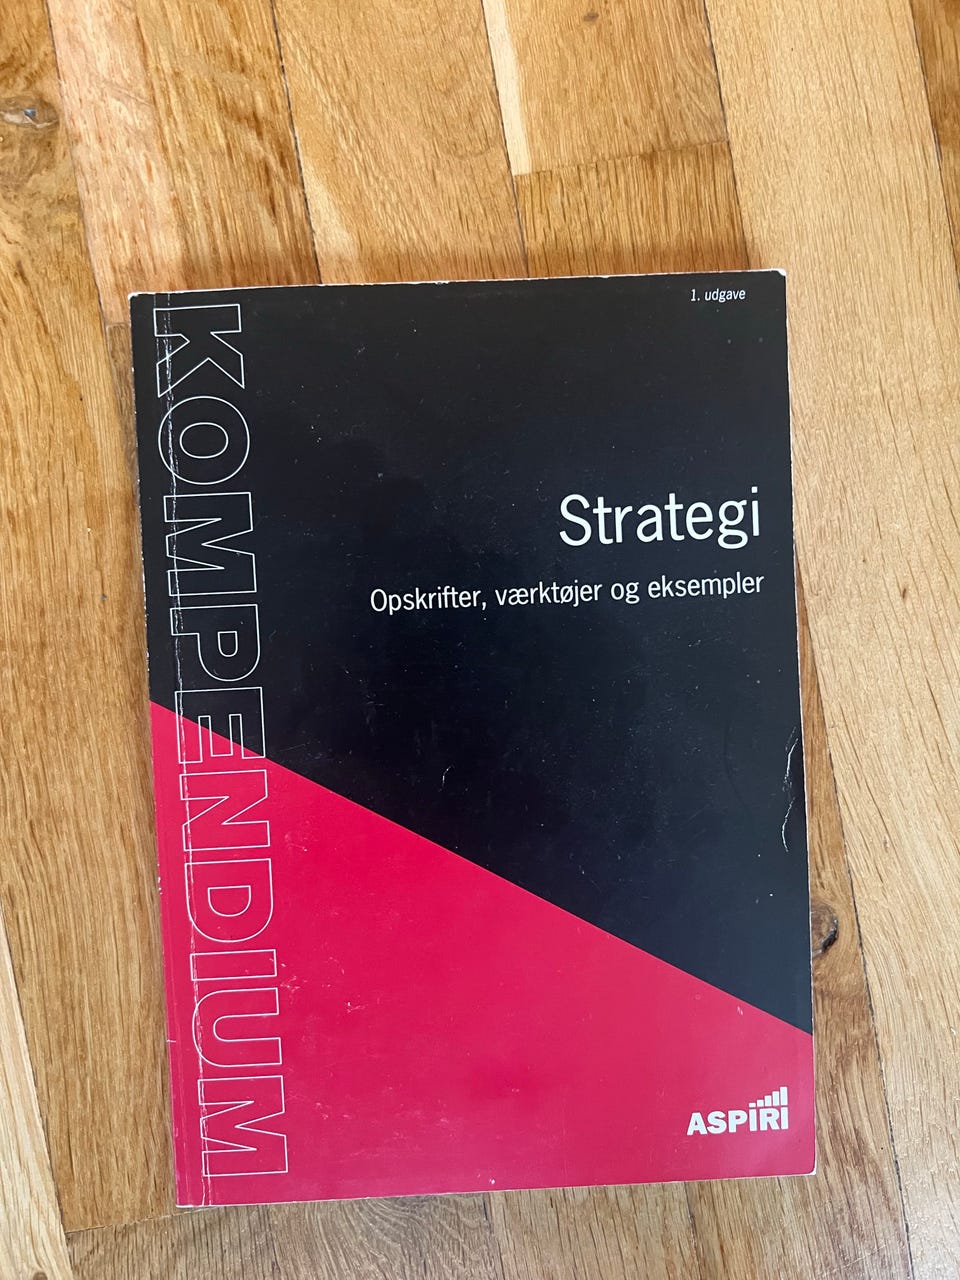 1. udgave
KOMPENDIUM
Strategi
Opskrifter, værktøjer og eksempler
ASPiRI